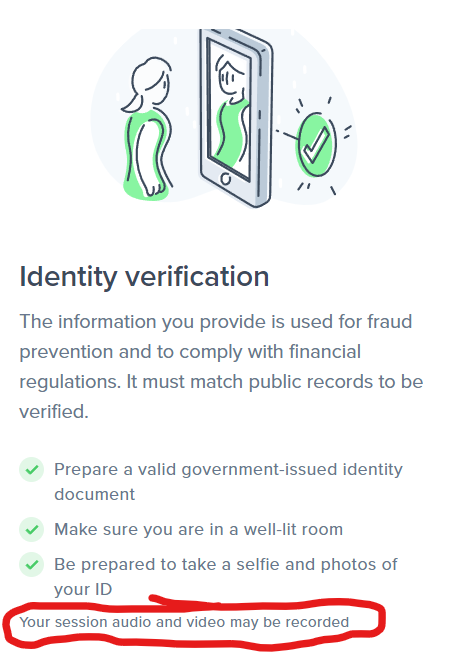 Identity verification
The information you provide is used for fraud
prevention and to comply with financial
regulations. It must match public records to be
verified.
Prepare a valid government-issued identity
document
Make sure you are in a well-lit room
Be prepared to take a selfie and photos of
your ID
Your session audio and video may be recorded